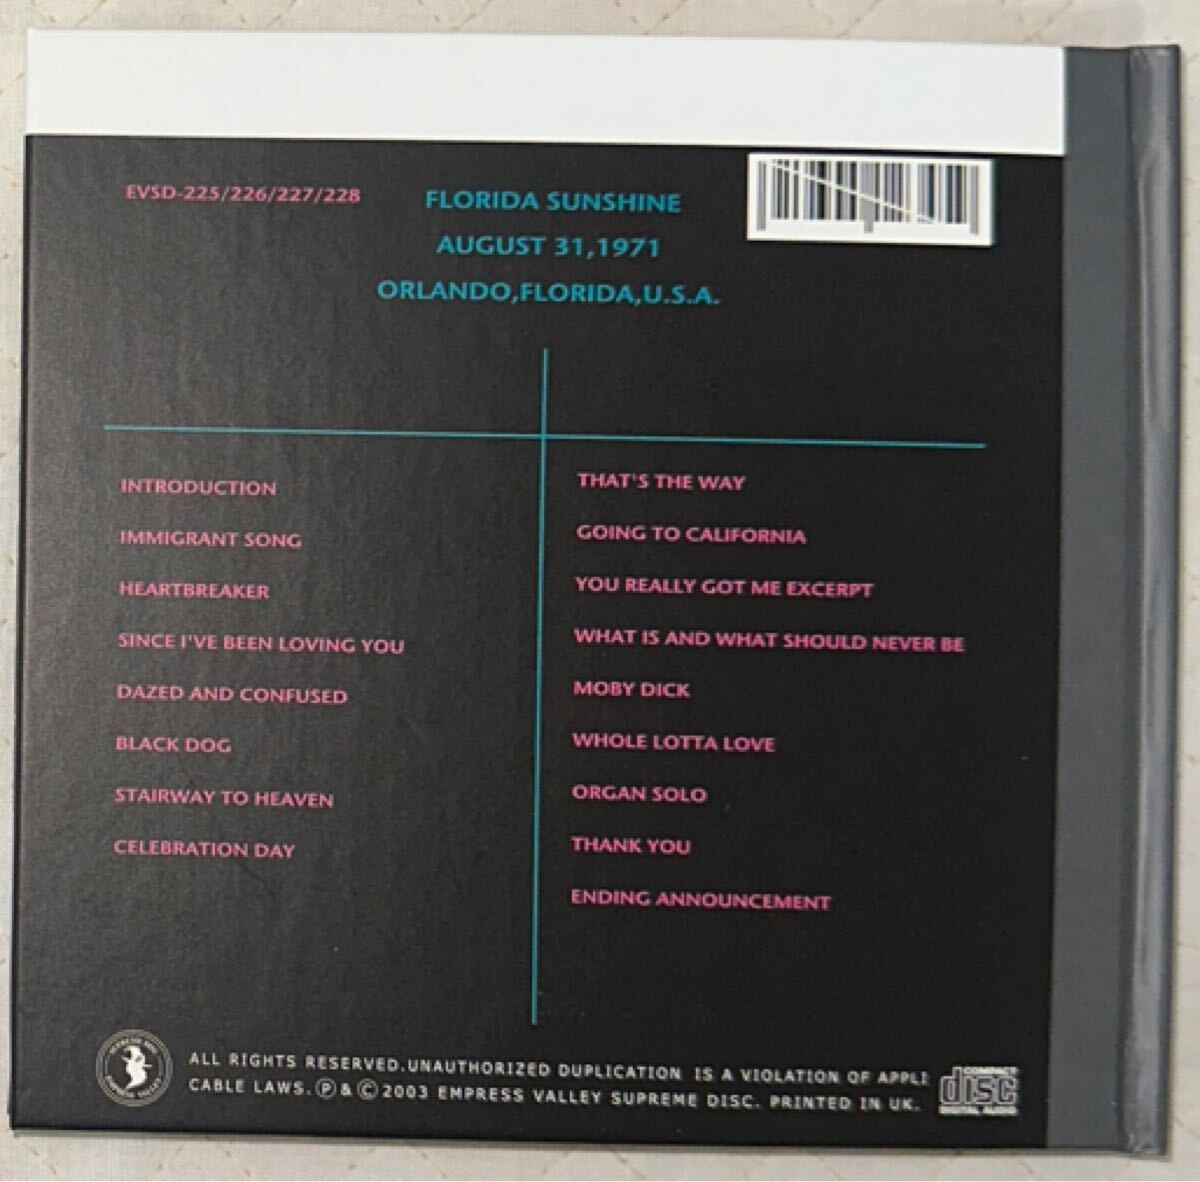 EVSD-225/226/227/228
FLORIDA SUNSHINE
AUGUST 31,1971
ORLANDO,FLORIDA,U.S.A.
INTRODUCTION
IMMIGRANT SONG
HEARTBREAKER
SINCE I'VE BEEN LOVING YOU
DAZED AND CONFUSED
BLACK DOG
STAIRWAY TO HEAVEN
CELEBRATION DAY
THAT'S THE WAY
GOING TO CALIFORNIA
YOU REALLY GOT ME EXCERPT
WHAT IS AND WHAT SHOULD NEVER BE
MOBY DICK
WHOLE LOTTA LOVE
ORGAN SOLO
THANK YOU
ENDING ANNOUNCEMENT
ALL RIGHTS RESERVED.UNAUTHORIZED DUPLICATION IS A VIOLATION OF APPLI
CABLE LAWS.Ⓟ&©2003 EMPRESS VALLEY SUPREME DISC. PRINTED IN UK.
EMPRESS VALLEY
COMPACT
disc
DIGITAL AUDIO